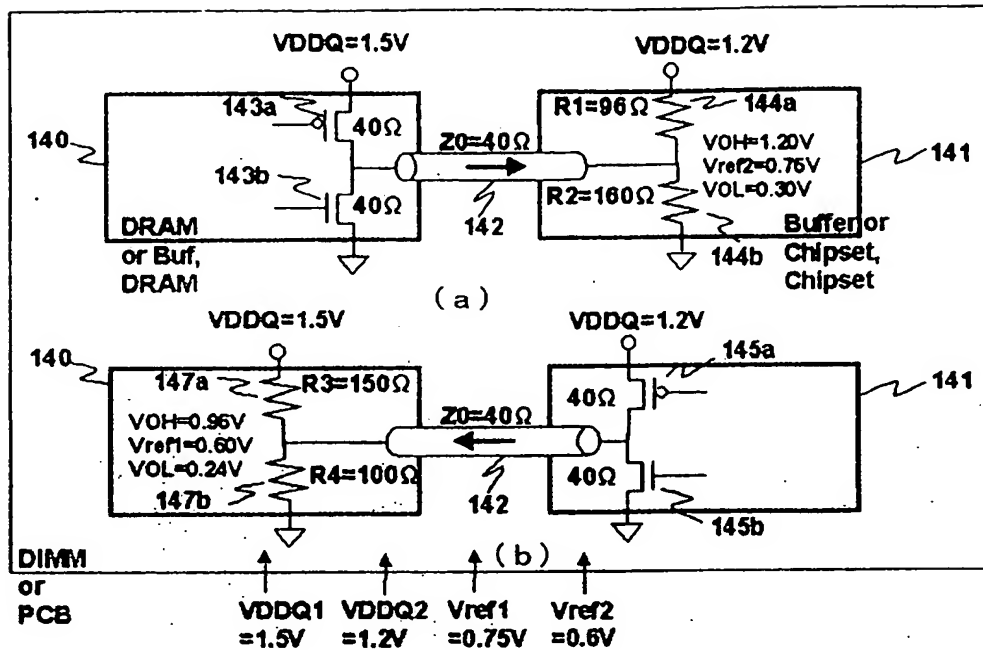 VDDQ=1.5V
VDDQ=1.2V
143a
R1=96Ω
144a
140
40Ω
Z0=40Ω
VOH=1.20V
Vref2=0.75V
VOL=0.30V
141
143b
40Ω
R2=160Ω
142
DRAM
or Buf,
DRAM
144b
Buffer or
Chipset,
Chipset
(a)
VDDQ=1.5V
VDDQ=1.2V
140
147a
R3=150Ω
145a
141
VOH=0.96V
Vref1=0.60V
VOL=0.24V
Z0=40Ω
40Ω
147b
R4=100Ω
142
40Ω
145b
(b)
DIMM
or
PCB
VDDQ1
=1.5V
VDDQ2
=1.2V
Vref1
=0.75V
Vref2
=0.6V